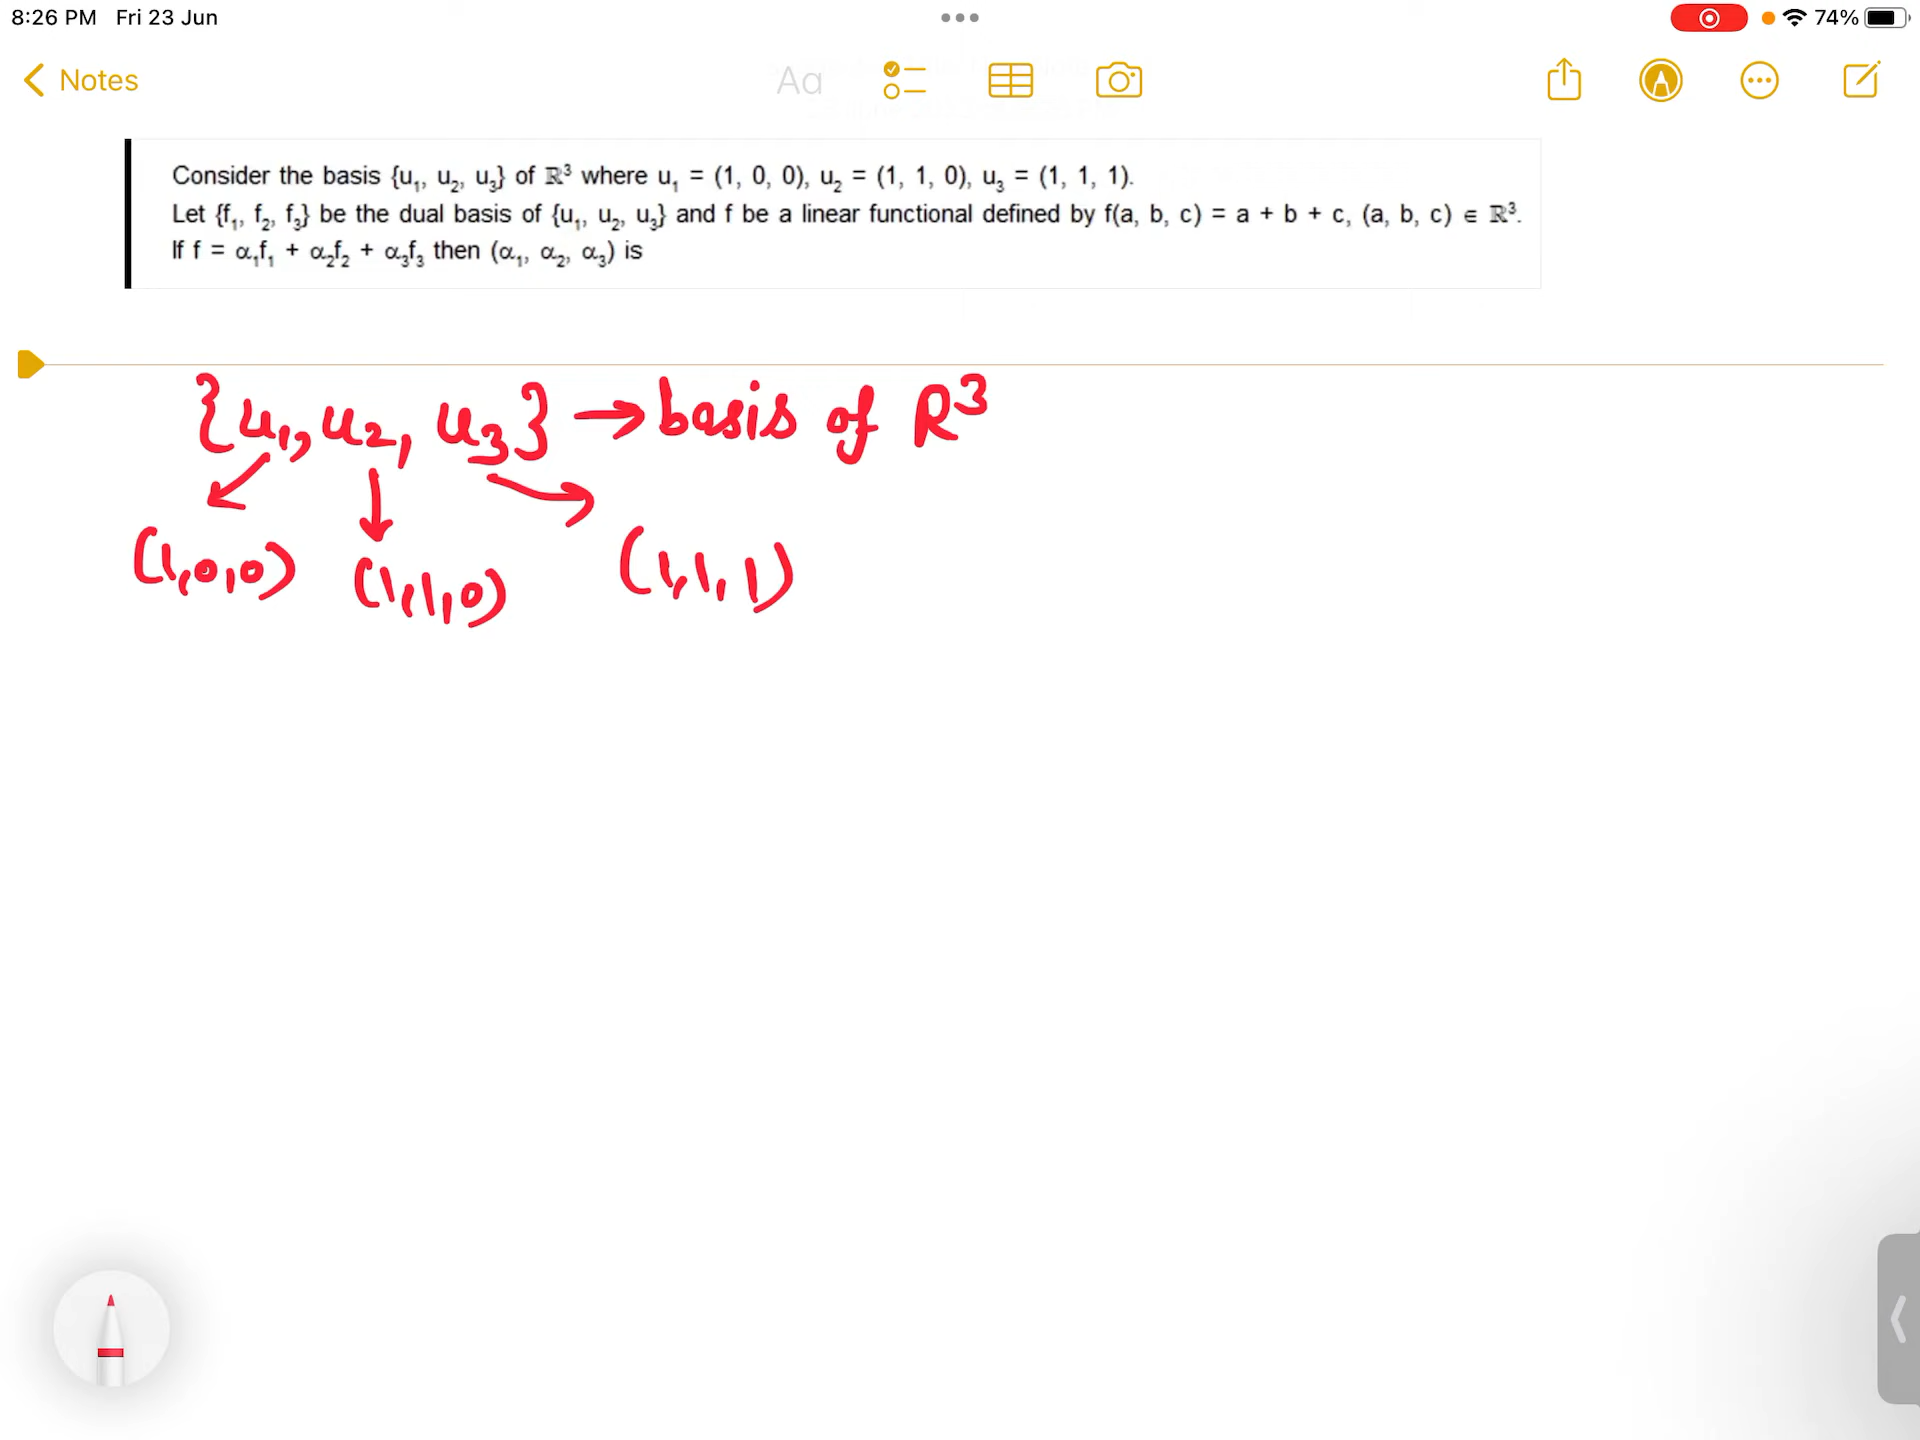 8:26 PM Fri 23 Jun
74%
Notes
Aa
Consider the basis {u₁, u₂, u₃} of ℝ³ where u₁ = (1, 0, 0), u₂ = (1, 1, 0), u₃ = (1, 1, 1).
Let {f₁, f₂, f₃} be the dual basis of {u₁, u₂, u₃} and f be a linear functional defined by f(a, b, c) = a + b + c, (a, b, c) ∊ ℝ³.
If f = α₁f₁ + α₂f₂ + α₃f₃ then (α₁, α₂, α₃) is
{u₁, u₂, u₃} → basis of R³
(1,0,0) (1,1,0) (1,1,1)